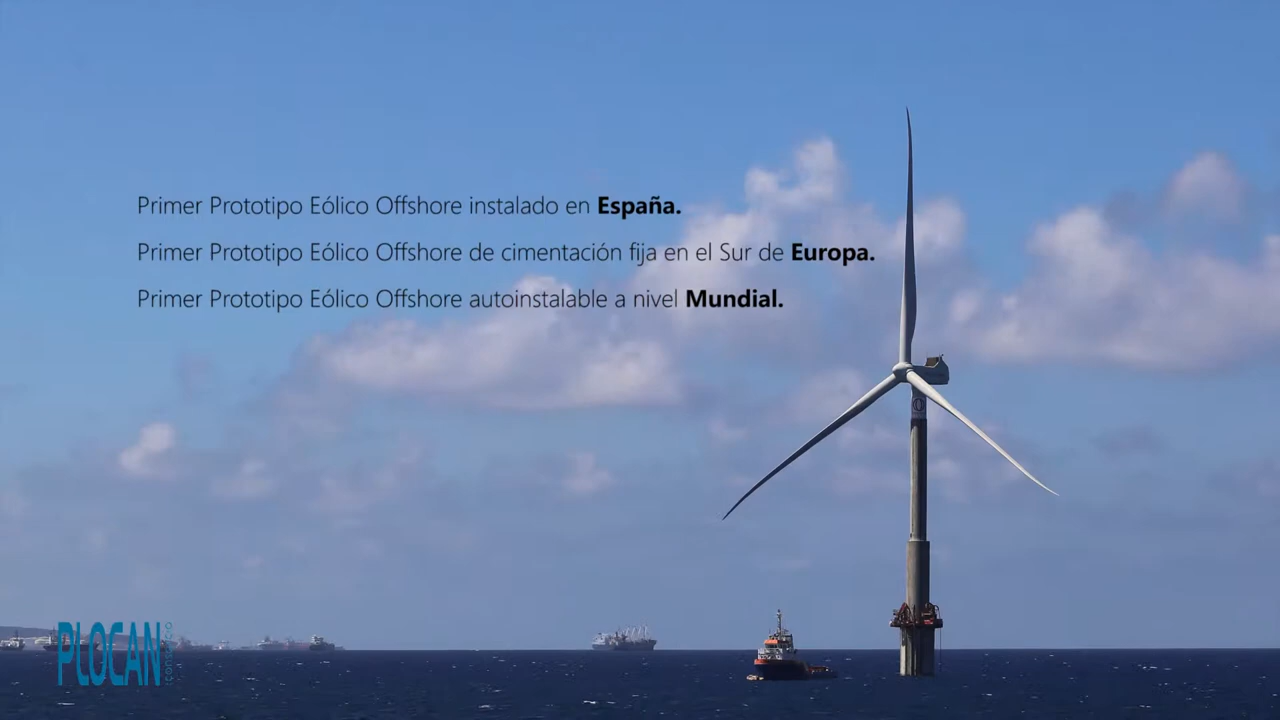 Primer Prototipo Eólico Offshore instalado en España.
Primer Prototipo Eólico Offshore de cimentación fija en el Sur de Europa.
Primer Prototipo Eólico Offshore autoinstalable a nivel Mundial.
PLOCAN